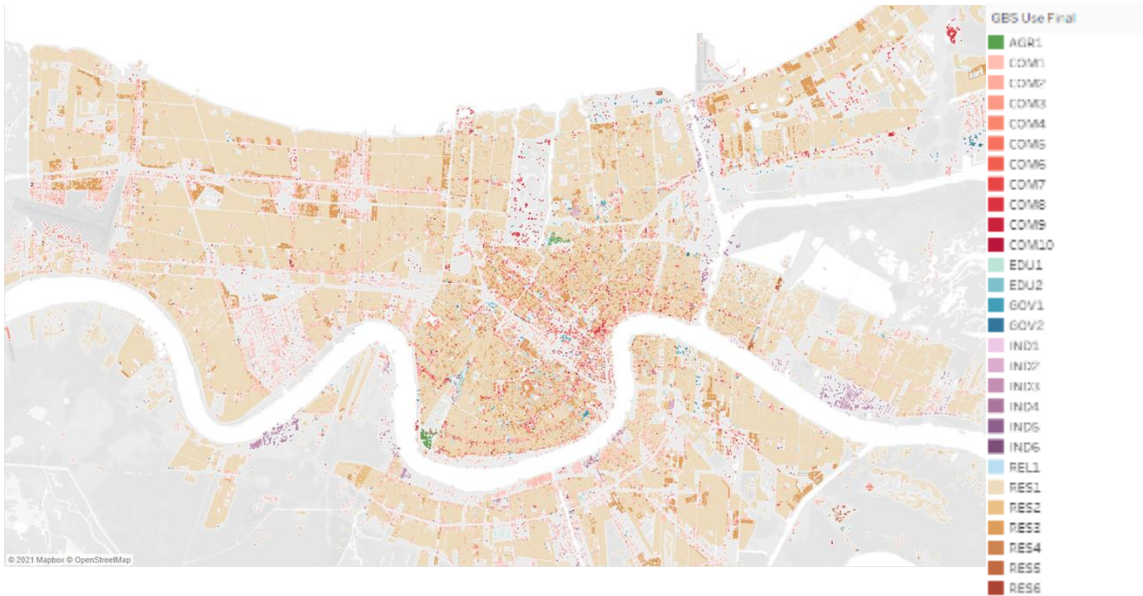 GBS Use Final
AGR1
COM1
COM2
COM3
COM4
COM5
COM6
COM7
COM8
COM9
COM10
EDU1
EDU2
GOV1
GOV2
IND1
IND2
IND3
IND4
IND5
IND6
REL1
RES1
RES2
RES3
RES4
RES5
RES6
© 2021 Mapbox © OpenStreetMap